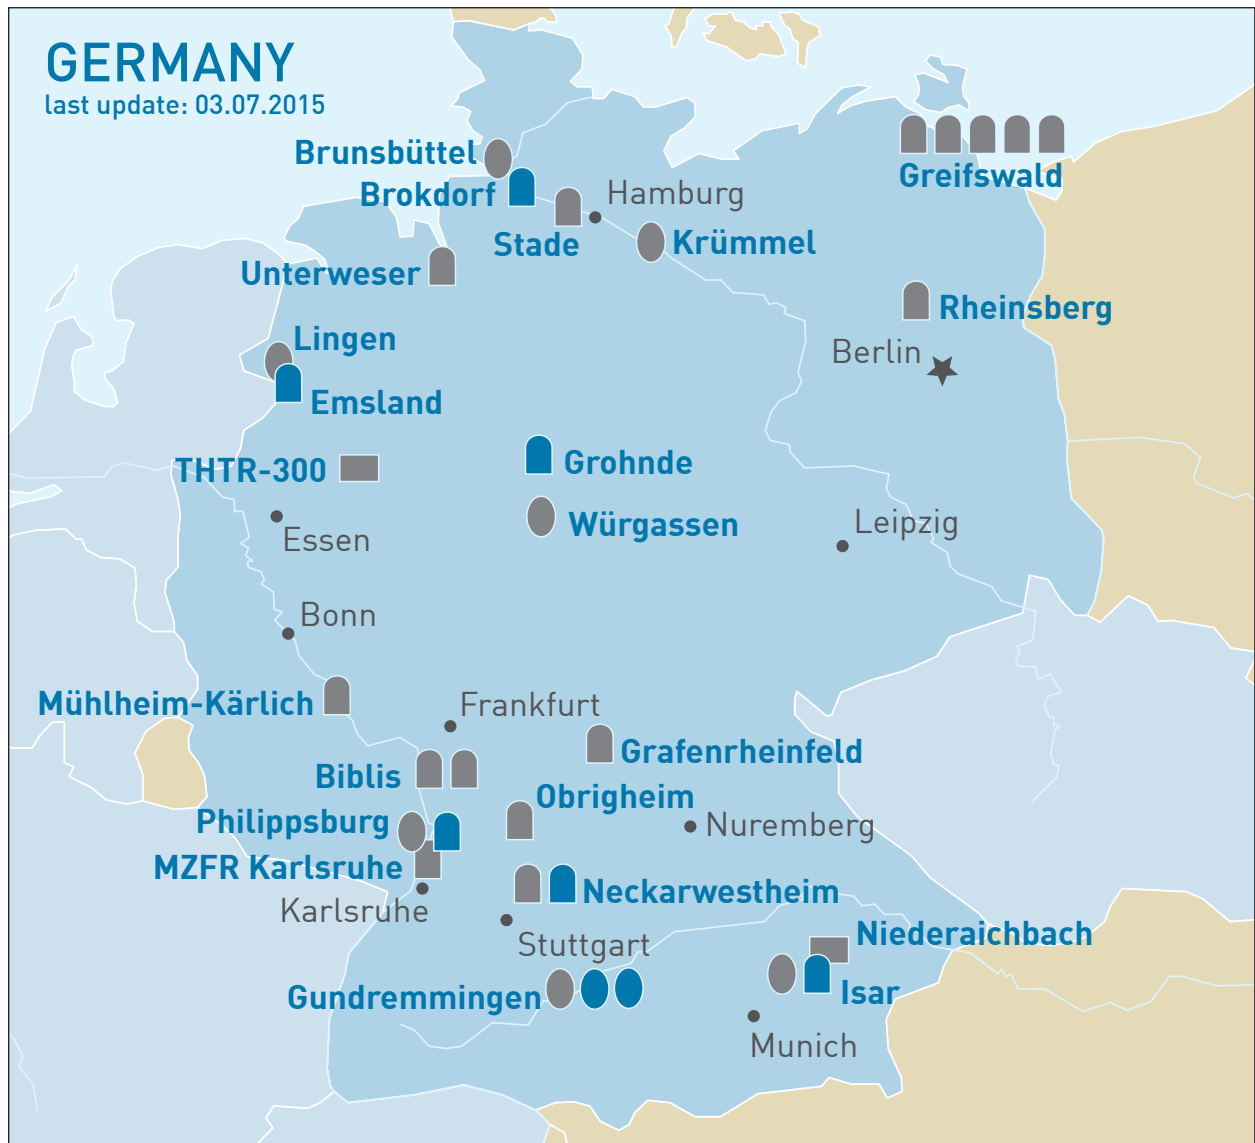 GERMANY
last update: 03.07.2015
Brunsbüttel
Brokdorf
Greifswald
Hamburg
Stade
Krümmel
Unterweser
Rheinsberg
Lingen
Berlin
Emsland
THTR-300
Grohnde
Würgassen
Leipzig
Essen
Bonn
Mühlheim-Kärlich
Frankfurt
Grafenrheinfeld
Biblis
Obrigheim
Philippsburg
Nuremberg
MZFR Karlsruhe
Neckarwestheim
Karlsruhe
Niederaichbach
Stuttgart
Gundremmingen
Isar
Munich